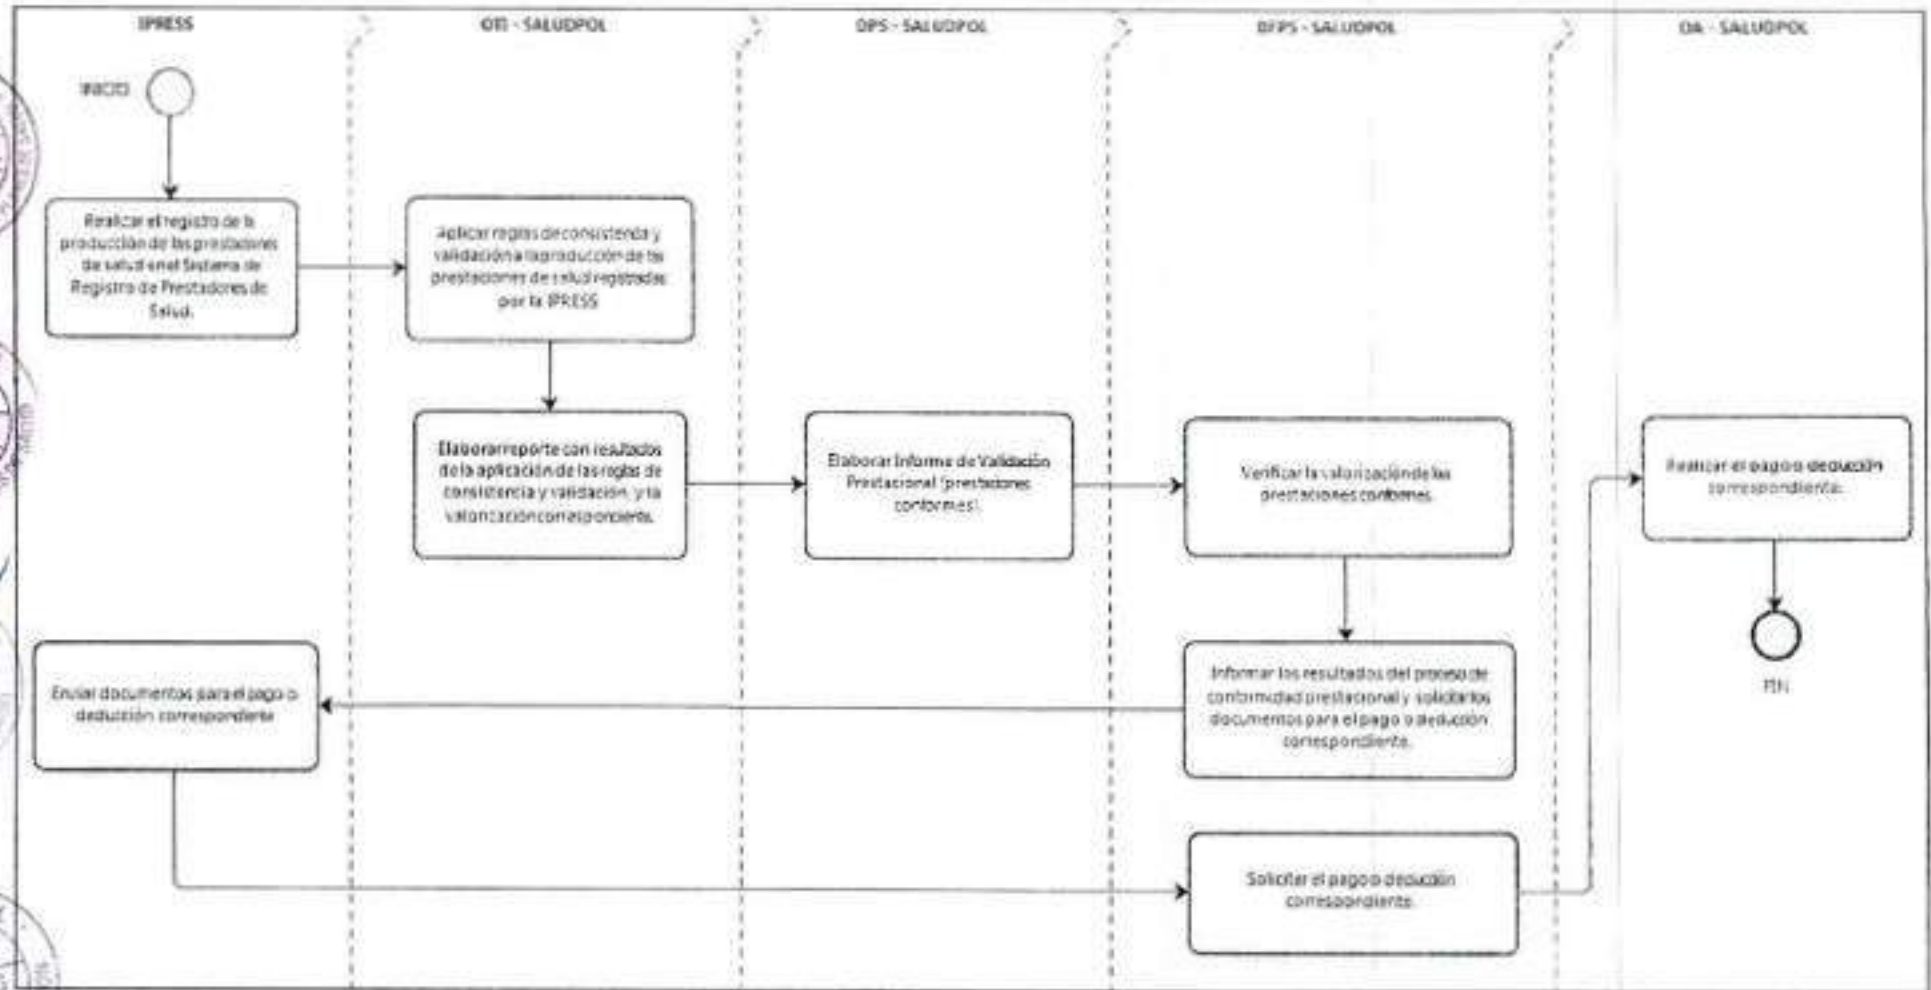 IPRESS
OTI - SALUDPOL
DPS - SALUDPOL
DFPS - SALUDPOL
OA - SALUDPOL
INICIO
Realizar el registro de la
producción de las prestaciones
de salud en el Sistema de
Registro de Prestaciones de
Salud.
Aplicar reglas de consistencia y
validación a la producción de las
prestaciones de salud registradas
por la IPRESS
Elaborar reporte con resultados
de la aplicación de las reglas de
consistencia y validación, y la
valorización correspondiente.
Elaborar Informe de Validación
Prestacional (prestaciones
conformes).
Verificar la valorización de las
prestaciones conformes.
Realizar el pago o deducción
correspondiente.
FIN
Enviar documentos para el pago o
deducción correspondiente
Informar los resultados del proceso de
conformidad prestacional y solicitar los
documentos para el pago o deducción
correspondiente.
Solicitar el pago o deducción
correspondiente.